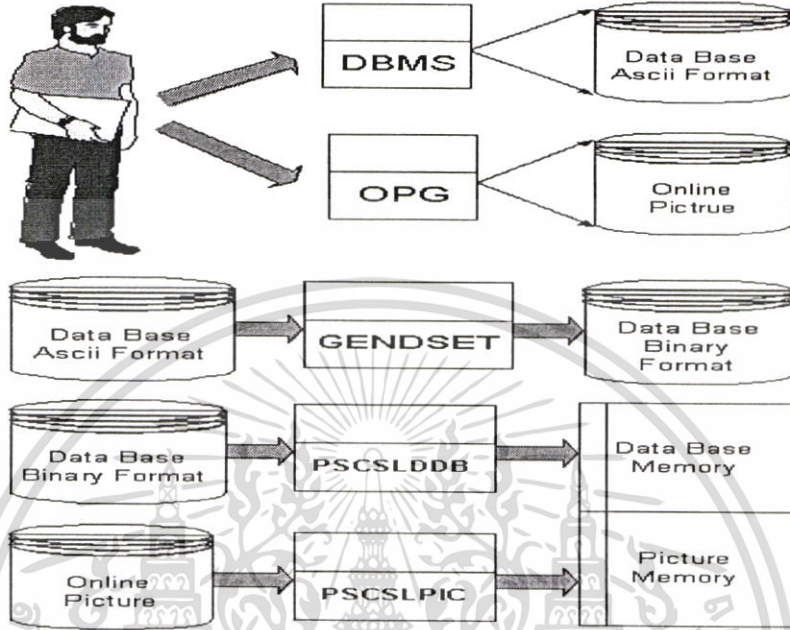 DBMS
Data Base
Ascii Format
OPG
Online
Pictrue
Data Base
Ascii Format
GENDSET
Data Base
Binary
Format
Data Base
Binary Format
PSCSLDDB
Data Base
Memory
Online
Picture
PSCSLPIC
Picture
Memory